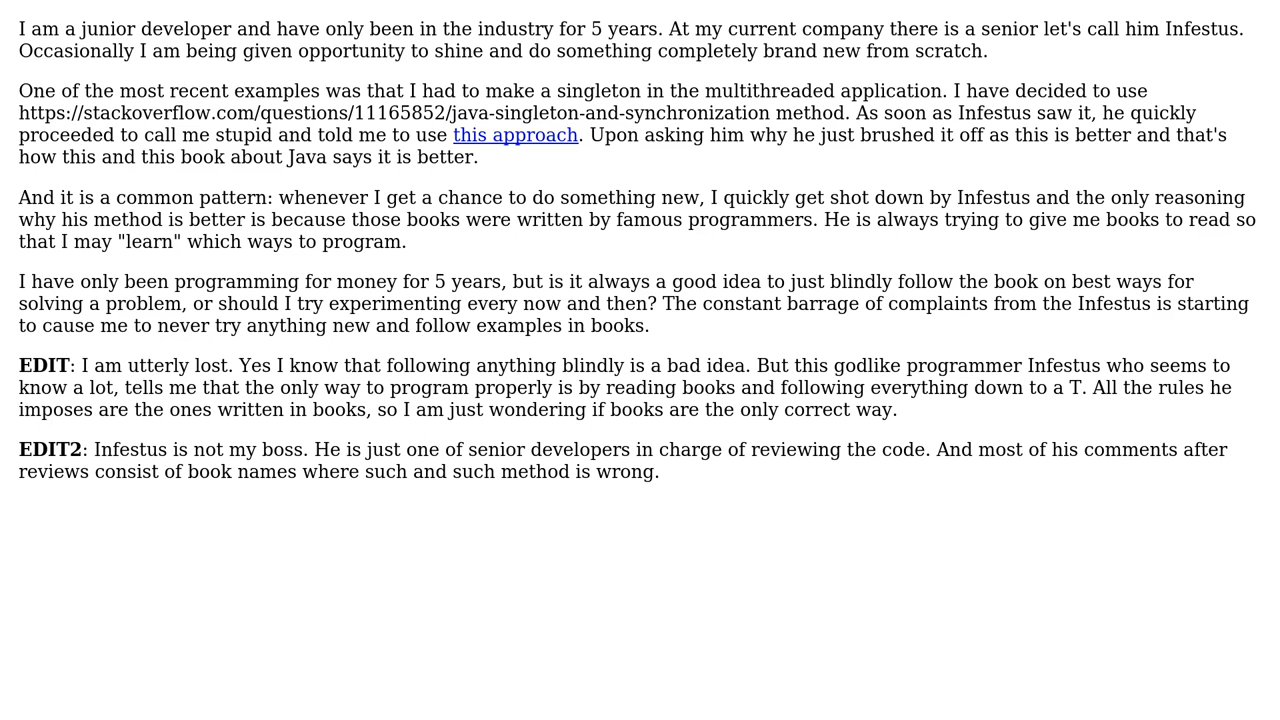 I am a junior developer and have only been in the industry for 5 years. At my current company there is a senior let's call him Infestus.
Occasionally I am being given opportunity to shine and do something completely brand new from scratch.
One of the most recent examples was that I had to make a singleton in the multithreaded application. I have decided to use
https://stackoverflow.com/questions/11165852/java-singleton-and-synchronization method. As soon as Infestus saw it, he quickly
proceeded to call me stupid and told me to use this approach. Upon asking him why he just brushed it off as this is better and that's
how this and this book about Java says it is better.
And it is a common pattern: whenever I get a chance to do something new, I quickly get shot down by Infestus and the only reasoning
why his method is better is because those books were written by famous programmers. He is always trying to give me books to read so
that I may "learn" which ways to program.
I have only been programming for money for 5 years, but is it always a good idea to just blindly follow the book on best ways for
solving a problem, or should I try experimenting every now and then? The constant barrage of complaints from the Infestus is starting
to cause me to never try anything new and follow examples in books.
EDIT: I am utterly lost. Yes I know that following anything blindly is a bad idea. But this godlike programmer Infestus who seems to
know a lot, tells me that the only way to program properly is by reading books and following everything down to a T. All the rules he
imposes are the ones written in books, so I am just wondering if books are the only correct way.
EDIT2: Infestus is not my boss. He is just one of senior developers in charge of reviewing the code. And most of his comments after
reviews consist of book names where such and such method is wrong.